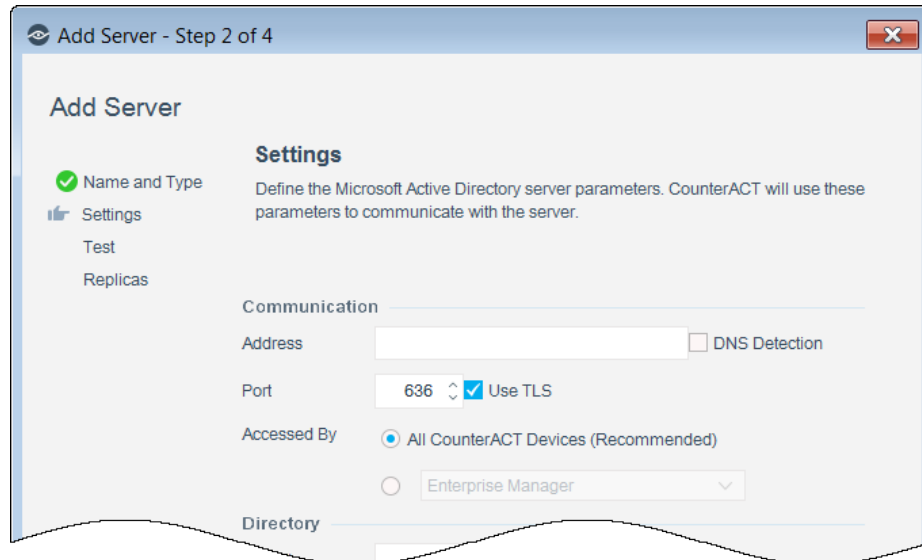 Add Server - Step 2 of 4
Add Server
Name and Type
Settings
Test
Replicas
Settings
Define the Microsoft Active Directory server parameters. CounterACT will use these
parameters to communicate with the server.
Communication
Address
DNS Detection
Port
636
Use TLS
Accessed By
All CounterACT Devices (Recommended)
Enterprise Manager
Directory